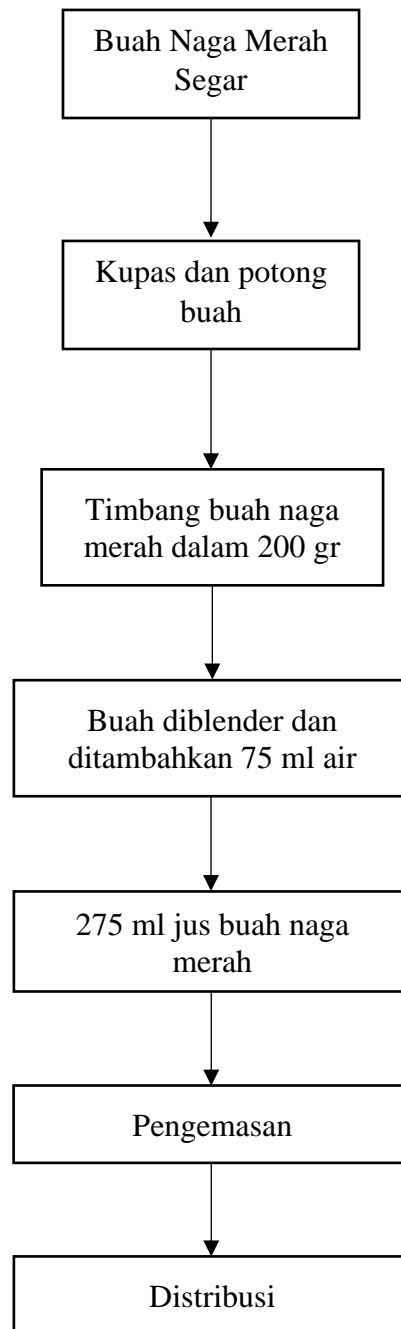 Buah Naga Merah
Segar
Kupas dan potong
buah
Timbang buah naga
merah dalam 200 gr
Buah diblender dan
ditambahkan 75 ml air
275 ml jus buah naga
merah
Pengemasan
Distribusi